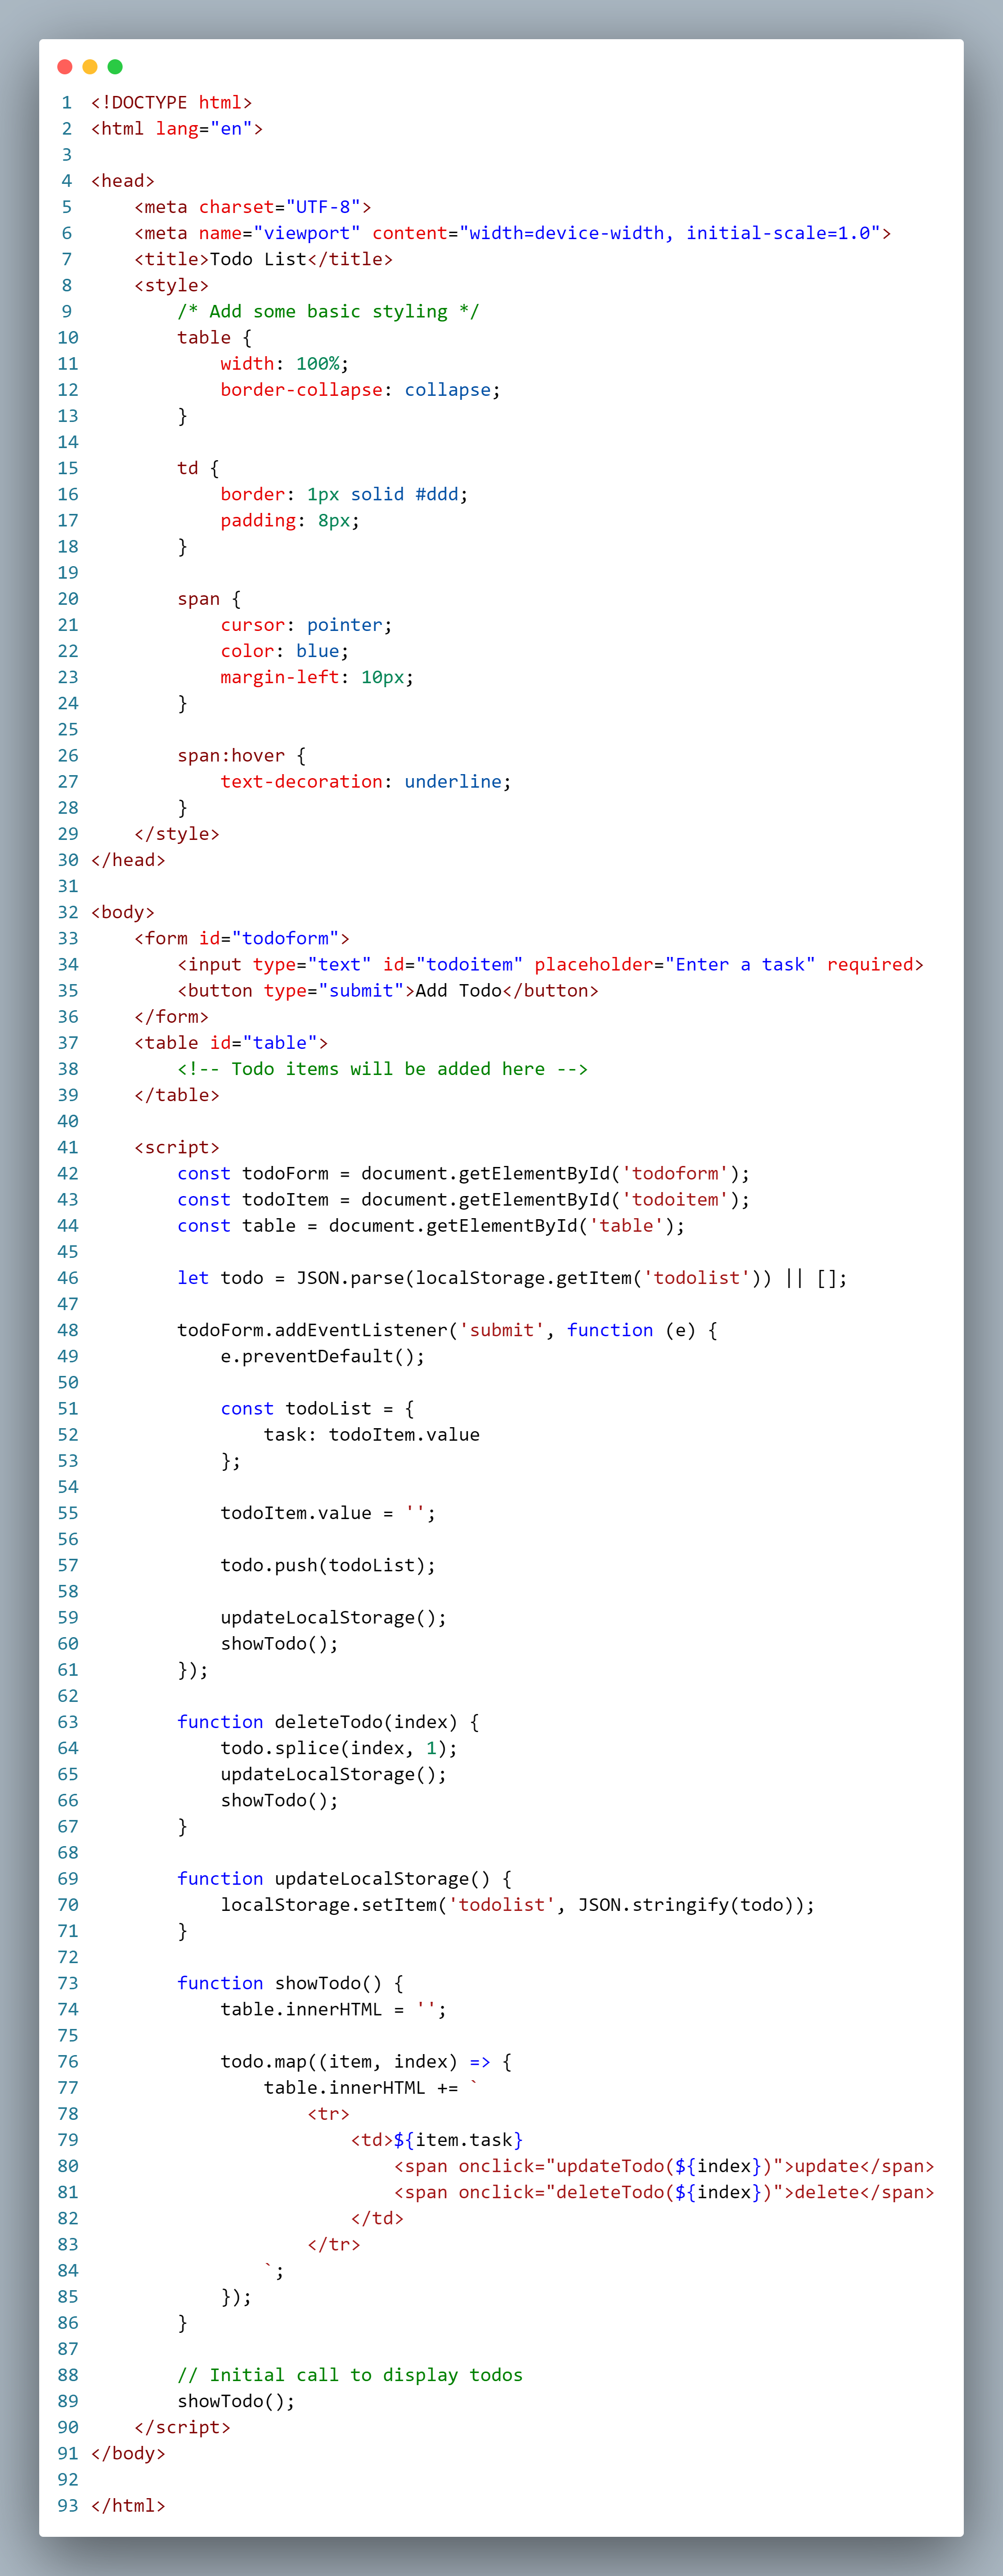 1 <!DOCTYPE html>
2 <html lang="en">
3
4 <head>
5     <meta charset="UTF-8">
6     <meta name="viewport" content="width=device-width, initial-scale=1.0">
7     <title>Todo List</title>
8     <style>
9         /* Add some basic styling */
10         table {
11             width: 100%;
12             border-collapse: collapse;
13         }
14
15         td {
16             border: 1px solid #ddd;
17             padding: 8px;
18         }
19
20         span {
21             cursor: pointer;
22             color: blue;
23             margin-left: 10px;
24         }
25
26         span:hover {
27             text-decoration: underline;
28         }
29     </style>
30 </head>
31
32 <body>
33     <form id="todoform">
34         <input type="text" id="todoitem" placeholder="Enter a task" required>
35         <button type="submit">Add Todo</button>
36     </form>
37     <table id="table">
38         <!-- Todo items will be added here -->
39     </table>
40
41     <script>
42         const todoForm = document.getElementById('todoform');
43         const todoItem = document.getElementById('todoitem');
44         const table = document.getElementById('table');
45
46         let todo = JSON.parse(localStorage.getItem('todolist')) || [];
47
48         todoForm.addEventListener('submit', function (e) {
49             e.preventDefault();
50
51             const todoList = {
52                 task: todoItem.value
53             };
54
55             todoItem.value = '';
56
57             todo.push(todoList);
58
59             updateLocalStorage();
60             showTodo();
61         });
62
63         function deleteTodo(index) {
64             todo.splice(index, 1);
65             updateLocalStorage();
66             showTodo();
67         }
68
69         function updateLocalStorage() {
70             localStorage.setItem('todolist', JSON.stringify(todo));
71         }
72
73         function showTodo() {
74             table.innerHTML = '';
75
76             todo.map((item, index) => {
77                 table.innerHTML += `
78                     <tr>
79                         <td>${item.task}
80                             <span onclick="updateTodo(${index})">update</span>
81                             <span onclick="deleteTodo(${index})">delete</span>
82                         </td>
83                     </tr>
84                 `;
85             });
86         }
87
88         // Initial call to display todos
89         showTodo();
90     </script>
91 </body>
92
93 </html>